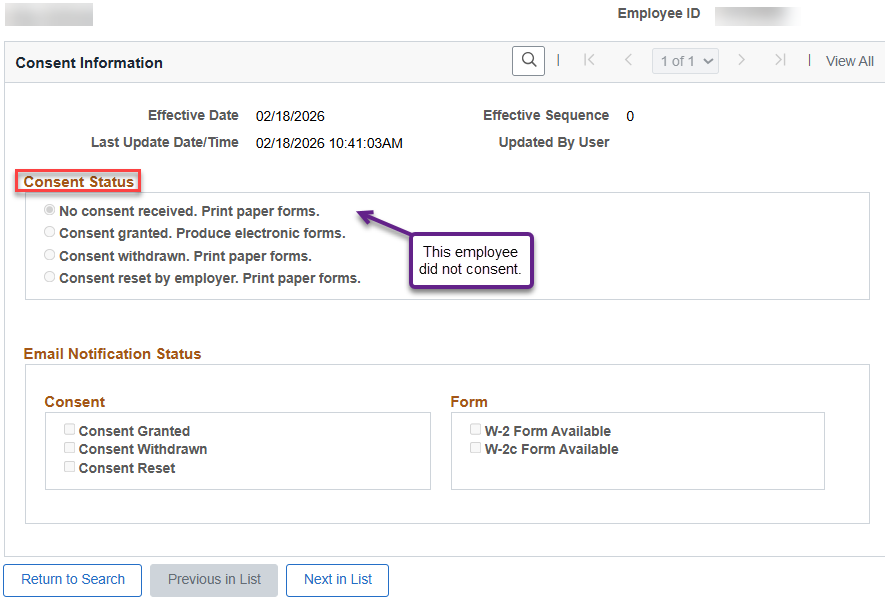 Employee ID
Consent Information
1 of 1
View All
Effective Date 02/18/2026 Effective Sequence 0
Last Update Date/Time 02/18/2026 10:41:03AM Updated By User
Consent Status
No consent received. Print paper forms.
Consent granted. Produce electronic forms.
Consent withdrawn. Print paper forms.
Consent reset by employer. Print paper forms.
This employee
did not consent.
Email Notification Status
Consent
Consent Granted
Consent Withdrawn
Consent Reset
Form
W-2 Form Available
W-2c Form Available
Return to Search
Previous in List
Next in List